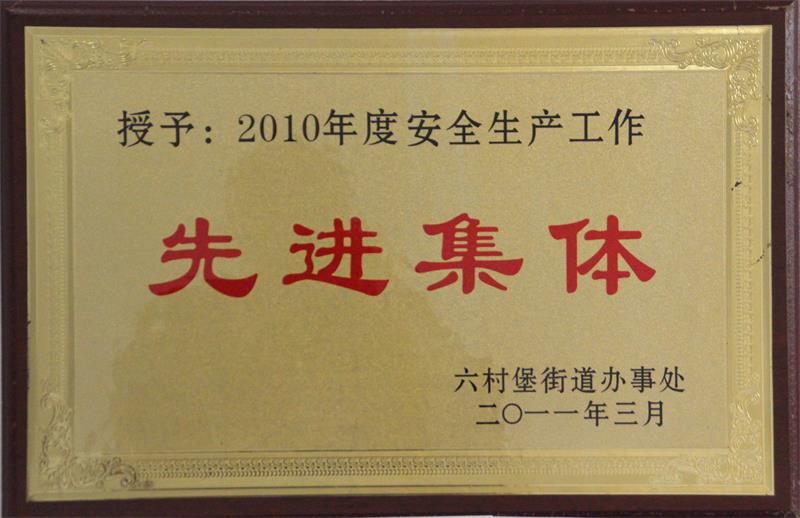 授予：2010年度安全生产工作
先进集体
六村堡街道办事处
二〇一一年三月